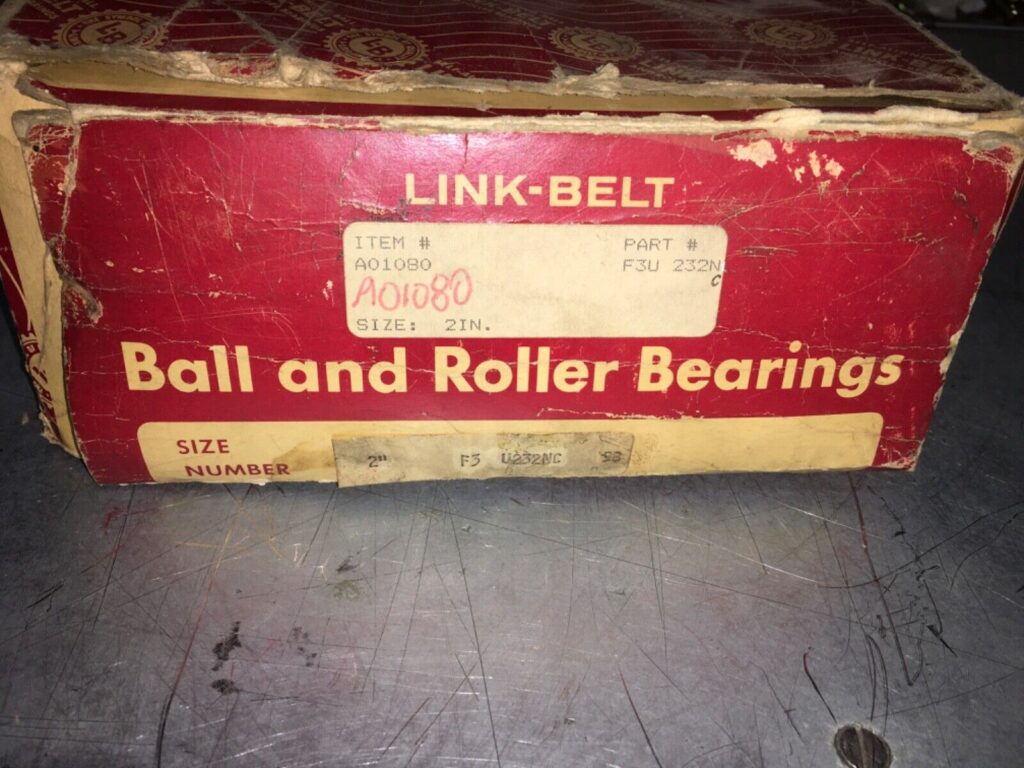 LINK-BELT
ITEM # PART #
A01080 F3U 232N
C
A01080
SIZE: 2IN.
Ball and Roller Bearings
SIZE
NUMBER
2" F3 U232NC